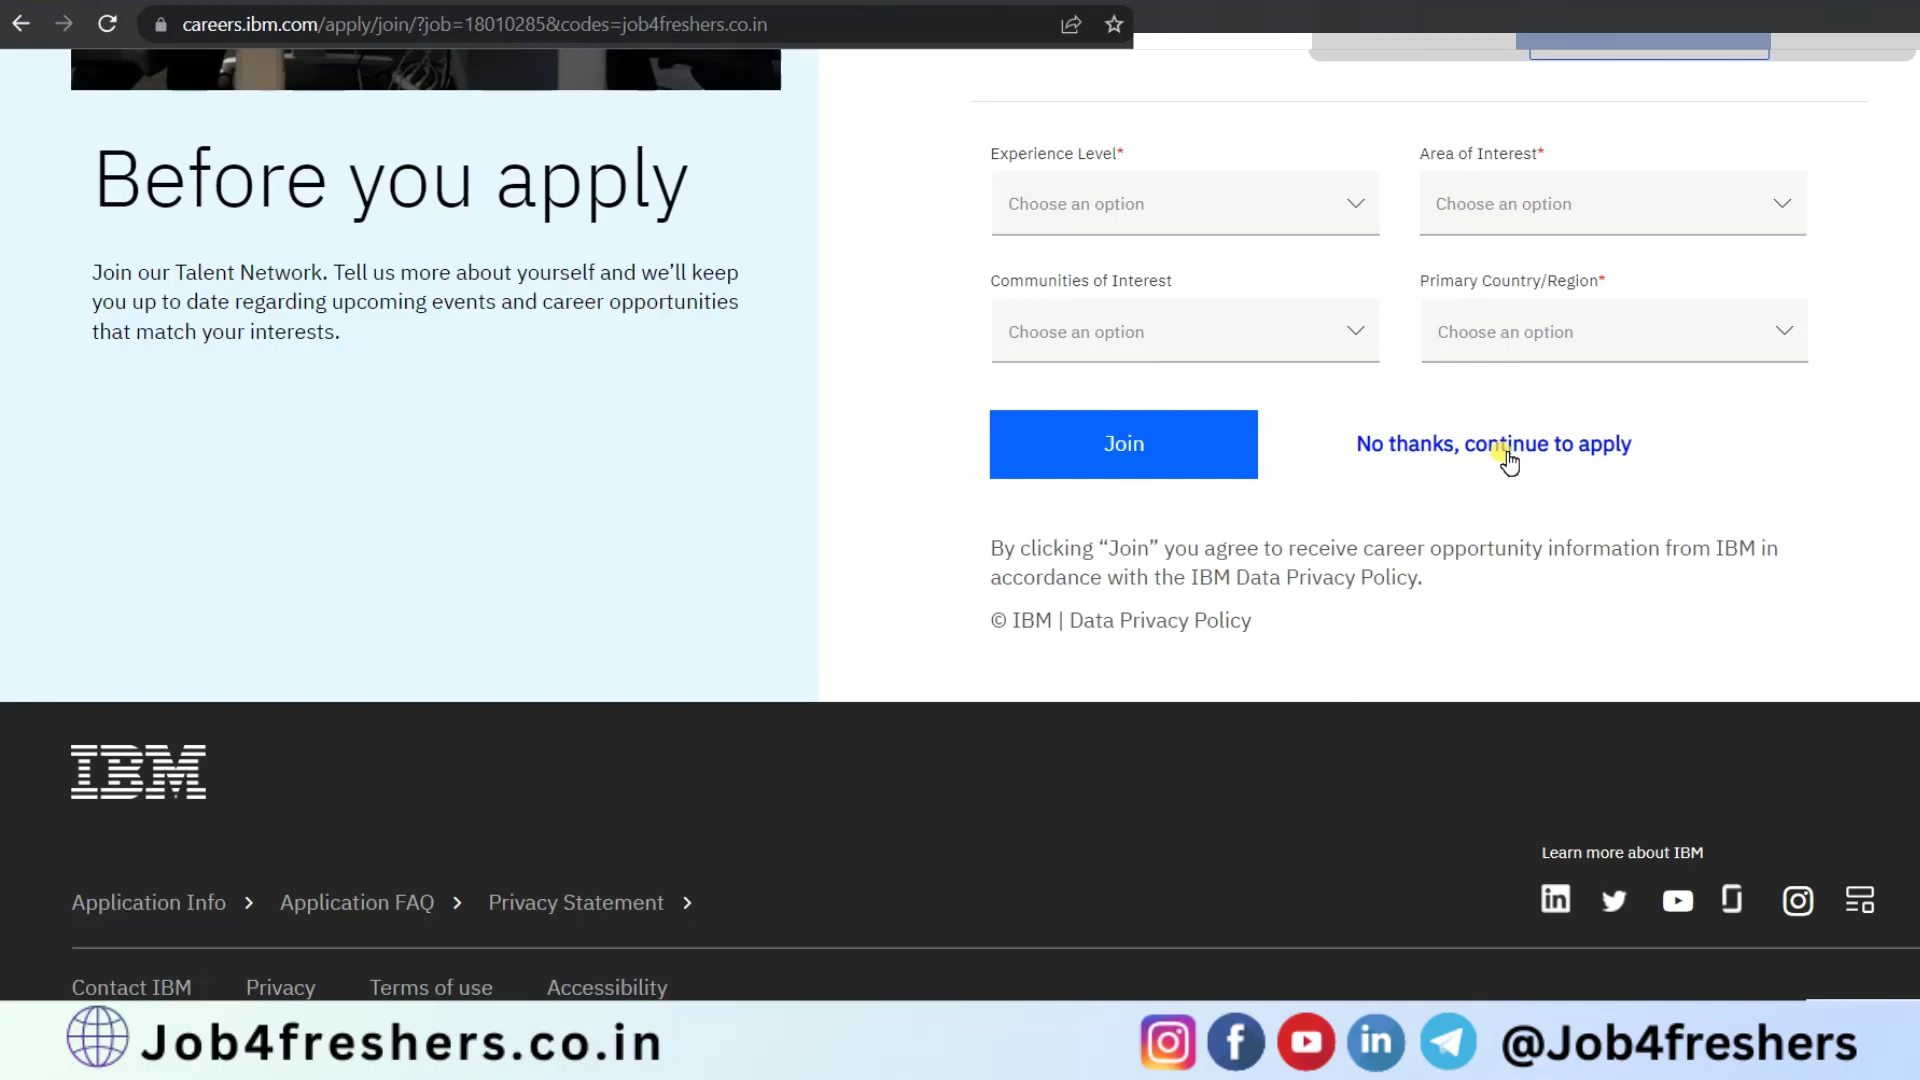 careers.ibm.com/apply/join/?job=18010285&codes=job4freshers.co.in
Before you apply
Join our Talent Network. Tell us more about yourself and we’ll keep
you up to date regarding upcoming events and career opportunities
that match your interests.
Experience Level*
Area of Interest*
Choose an option
Choose an option
Communities of Interest
Primary Country/Region*
Choose an option
Choose an option
Join
No thanks, continue to apply
By clicking “Join” you agree to receive career opportunity information from IBM in
accordance with the IBM Data Privacy Policy.
© IBM | Data Privacy Policy
IBM
Learn more about IBM
Application Info
Application FAQ
Privacy Statement
Contact IBM
Privacy
Terms of use
Accessibility
Job4freshers.co.in
@Job4freshers